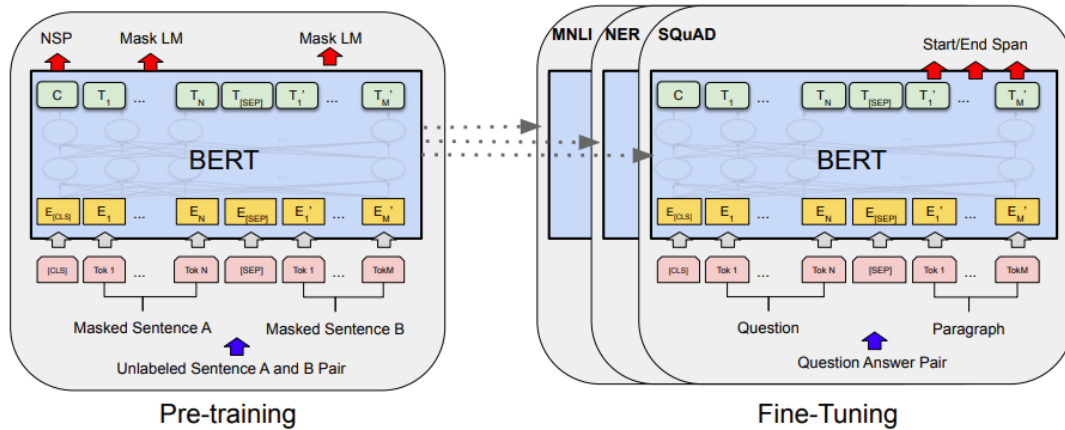 NSP Mask LM Mask LM
C T1 ... TN T[SEP] T1' ... TM'
BERT
E[CLS] E1 ... EN E[SEP] E1' ... EM'
[CLS] Tok 1 ... Tok N [SEP] Tok 1 ... TokM
Masked Sentence A Masked Sentence B
Unlabeled Sentence A and B Pair
Pre-training
MNLI NER SQuAD
Start/End Span
C T1 ... TN T[SEP] T1' ... TM'
BERT
E[CLS] E1 ... EN E[SEP] E1' ... EM'
[CLS] Tok 1 ... Tok N [SEP] Tok 1 ... TokM
Question Paragraph
Question Answer Pair
Fine-Tuning